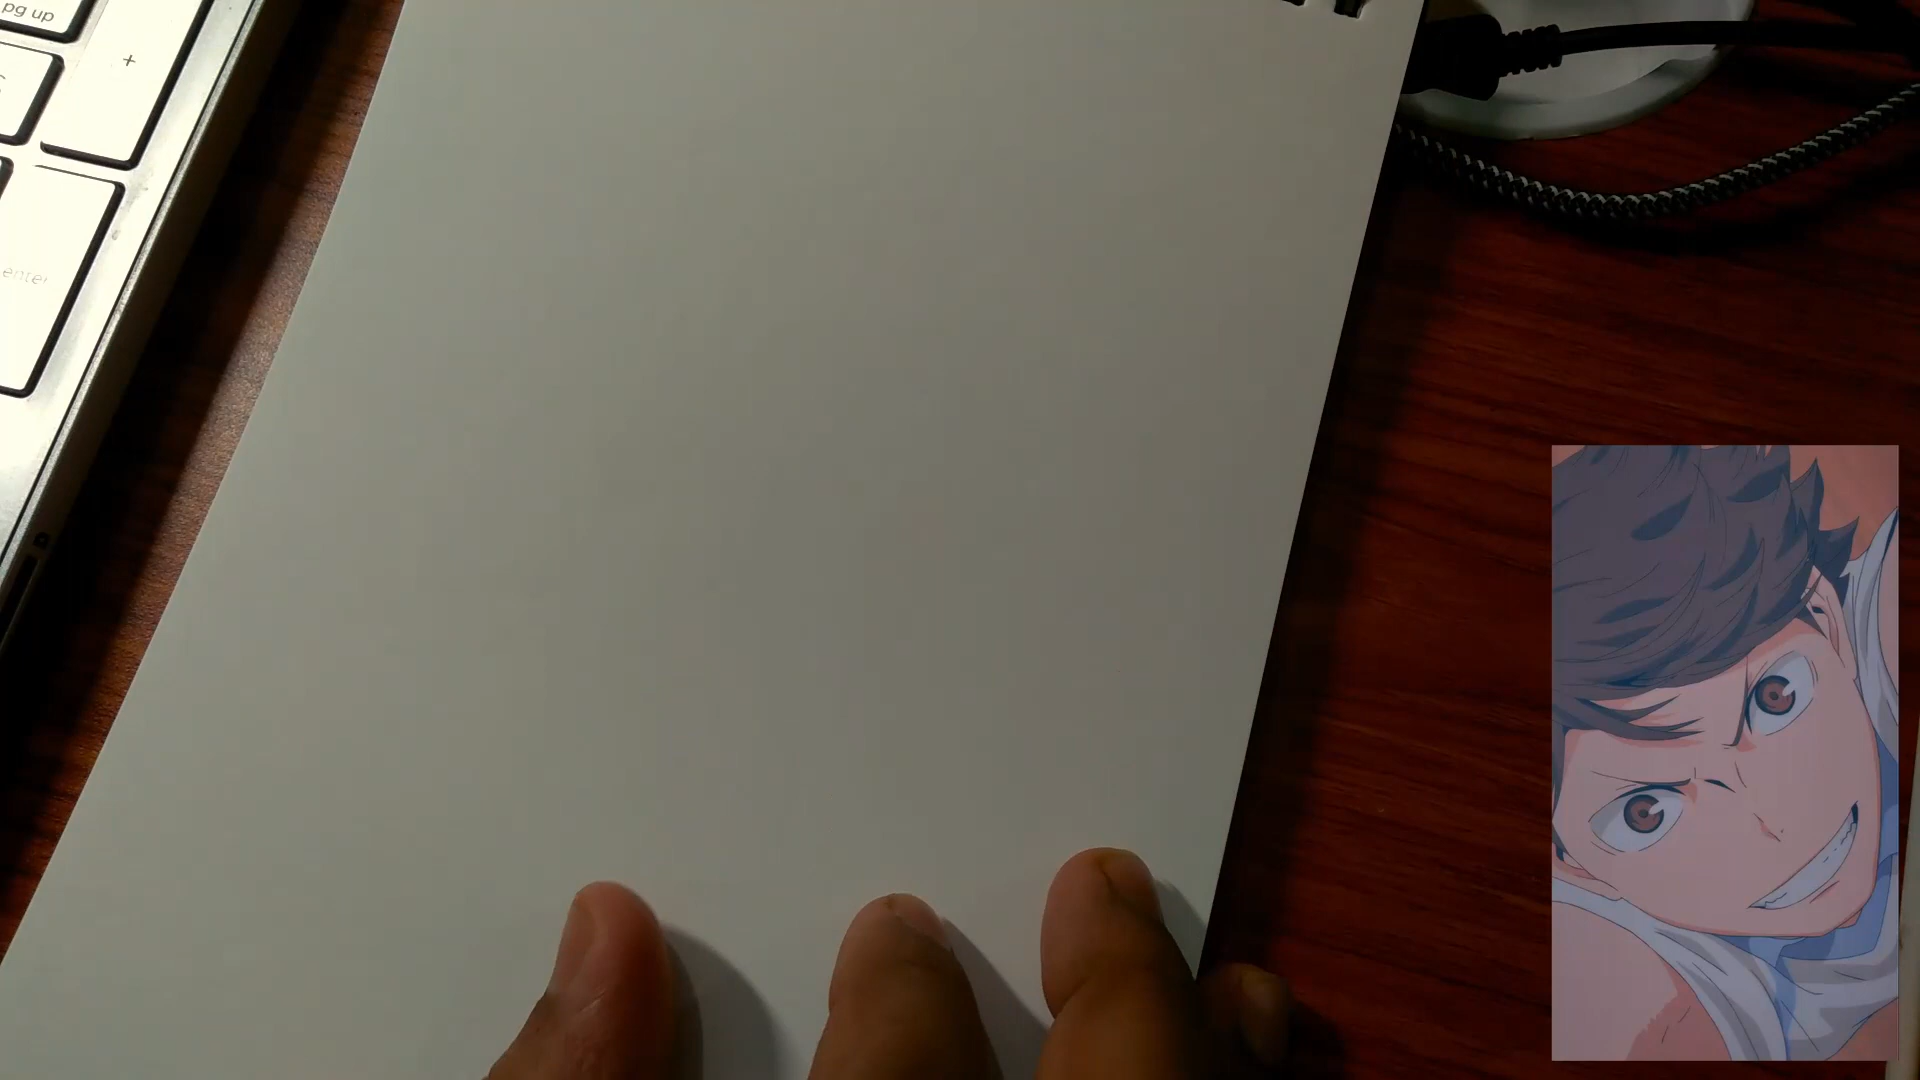 pg up
+
enter